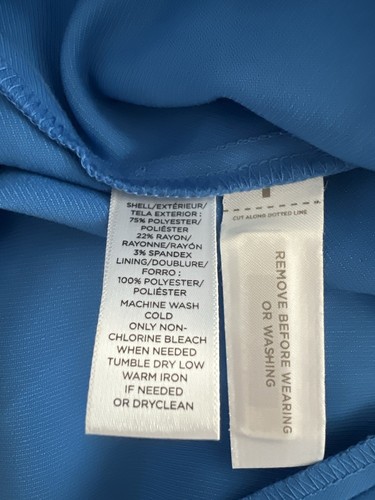 SHELL/EXTÉRIEUR/
TELA EXTERIOR :
75% POLYESTER/
POLIÉSTER
22% RAYON/
RAYONNE/RAYÓN
3% SPANDEX
LINING/DOUBLURE/
FORRO :
100% POLYESTER/
POLIÉSTER
MACHINE WASH
COLD
ONLY NON-
CHLORINE BLEACH
WHEN NEEDED
TUMBLE DRY LOW
WARM IRON
IF NEEDED
OR DRYCLEAN
CUT ALONG DOTTED LINE
REMOVE BEFORE WEARING
OR WASHING